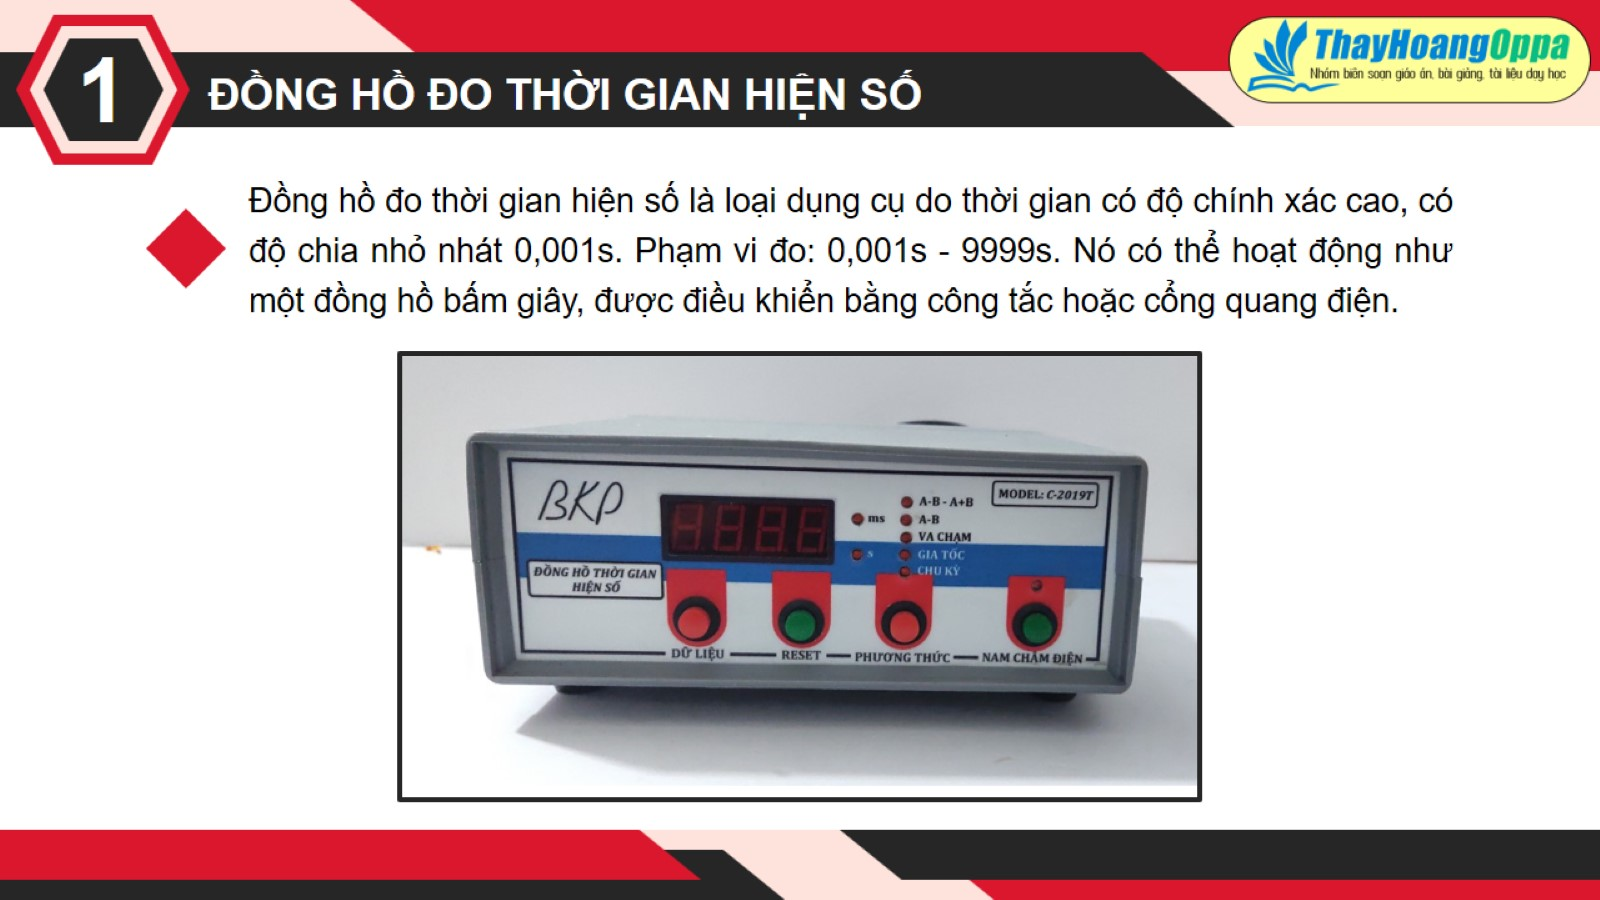 1
ĐỒNG HỒ ĐO THỜI GIAN HIỆN SỐ
ThayHoangOppa
Nhóm biên soạn giáo án, bài giảng, tài liệu dạy học
Đồng hồ đo thời gian hiện số là loại dụng cụ do thời gian có độ chính xác cao, có
độ chia nhỏ nhát 0,001s. Phạm vi đo: 0,001s - 9999s. Nó có thể hoạt động như
một đồng hồ bấm giây, được điều khiển bằng công tắc hoặc cổng quang điện.
BKP
ĐỒNG HỒ THỜI GIAN
HIỆN SỐ
ms
s
A-B - A+B
A-B
VA CHẠM
GIA TỐC
CHU KỲ
MODEL: C-2019T
DỮ LIỆU
RESET
PHƯƠNG THỨC
NAM CHÂM ĐIỆN